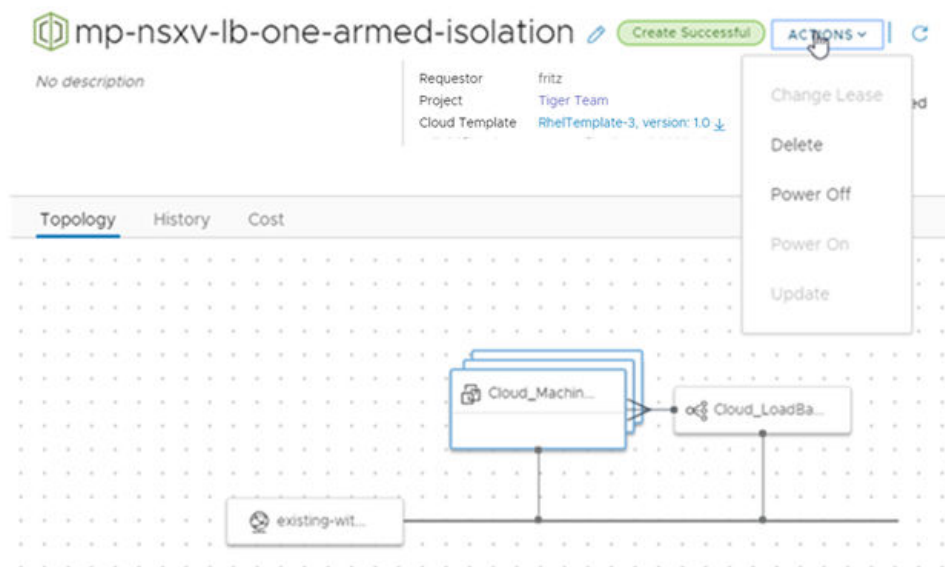 mp-nsxv-lb-one-armed-isolation Create Successful ACTIONS
No description
Requestor fritz
Project Tiger Team
Cloud Template RhelTemplate-3, version: 1.0
Change Lease
Delete
Power Off
Power On
Update
Topology History Cost
Cloud_Machin...
Cloud_LoadBa...
existing-wit...